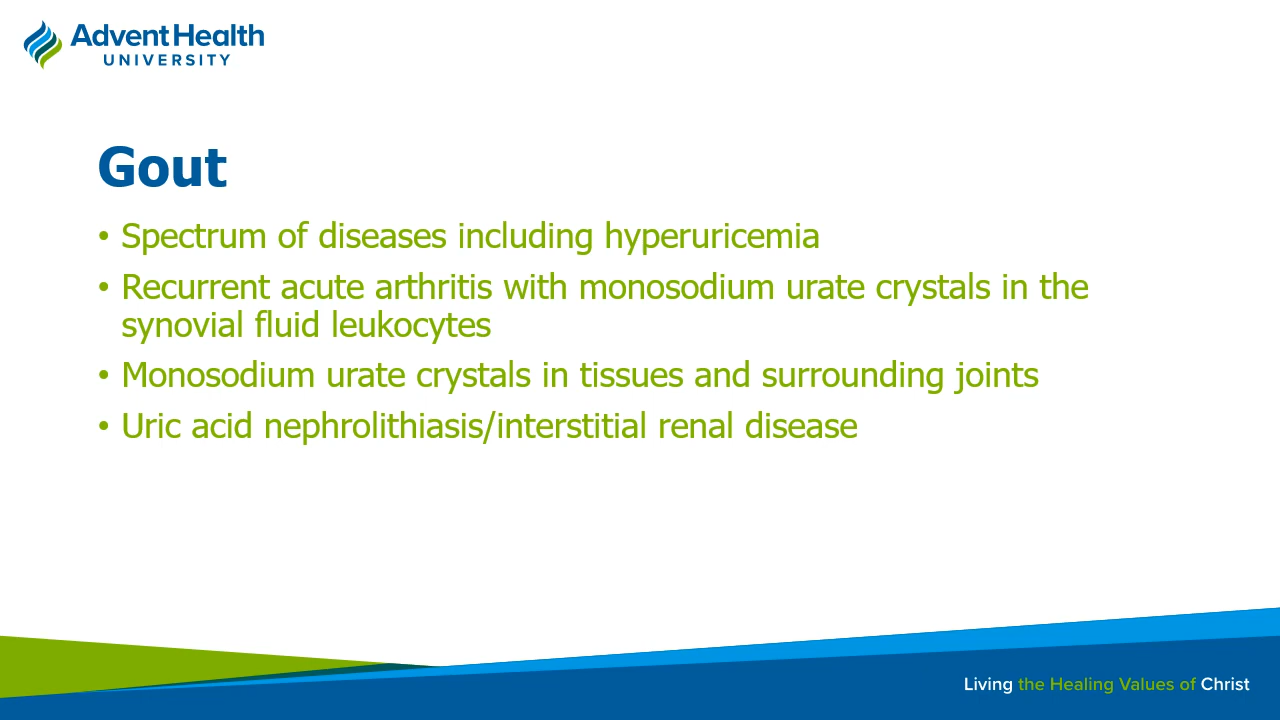 AdventHealth
UNIVERSITY
Gout
• Spectrum of diseases including hyperuricemia
• Recurrent acute arthritis with monosodium urate crystals in the
synovial fluid leukocytes
• Monosodium urate crystals in tissues and surrounding joints
• Uric acid nephrolithiasis/interstitial renal disease
Living the Healing Values of Christ